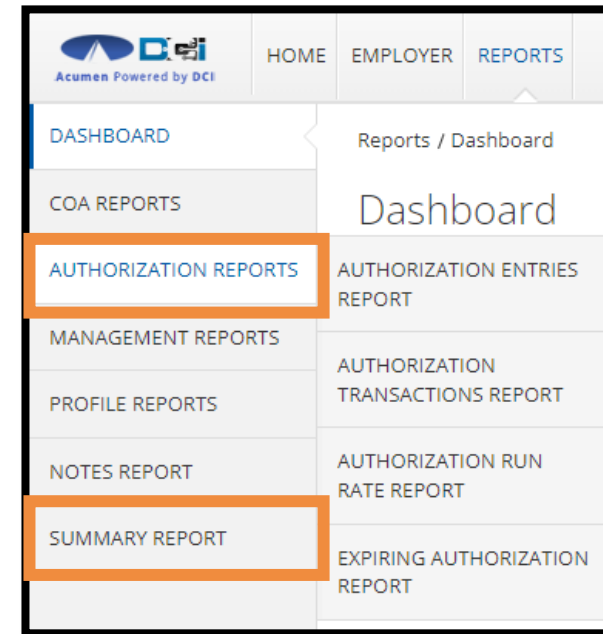 DCi
Acumen Powered by DCI
HOME
EMPLOYER
REPORTS
DASHBOARD
COA REPORTS
AUTHORIZATION REPORTS
MANAGEMENT REPORTS
PROFILE REPORTS
NOTES REPORT
SUMMARY REPORT
Reports / Dashboard
Dashboard
AUTHORIZATION ENTRIES
REPORT
AUTHORIZATION
TRANSACTIONS REPORT
AUTHORIZATION RUN
RATE REPORT
EXPIRING AUTHORIZATION
REPORT